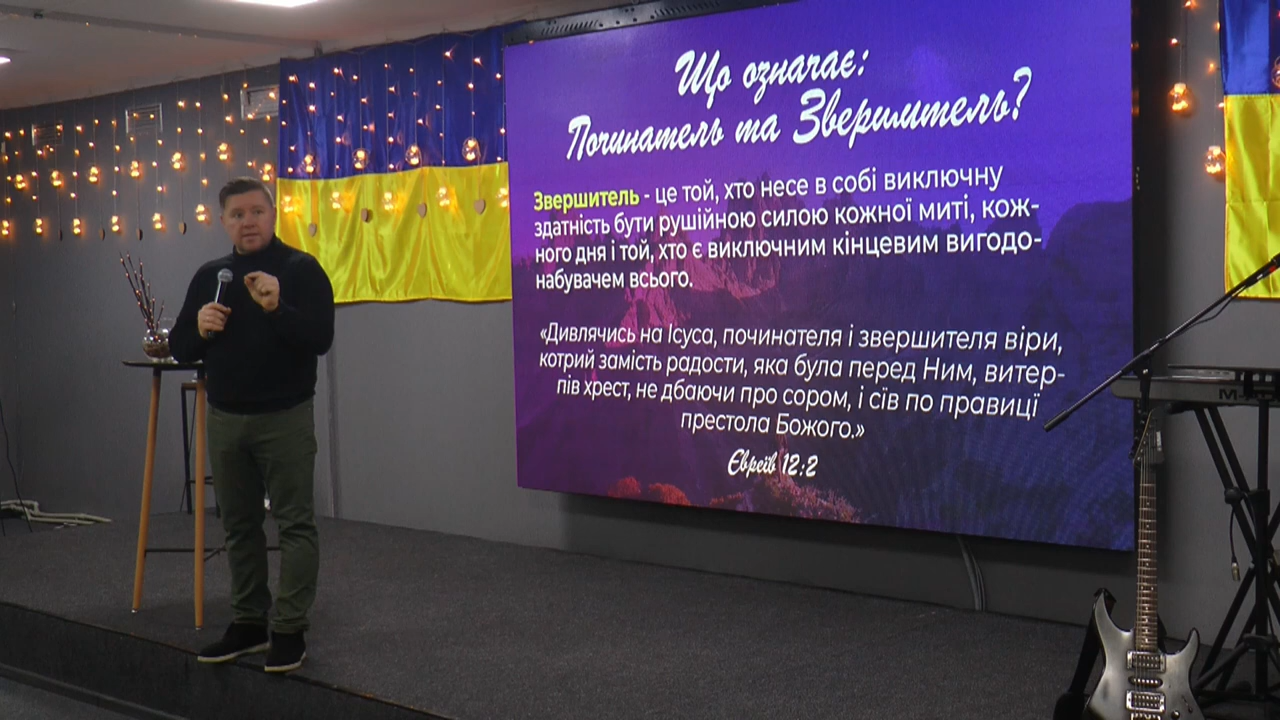 Що означає:
Починатель та Звершитель?
Звершитель - це той, хто несе в собі виключну
здатність бути рушійною силою кожної миті, кож-
ного дня і той, хто є виключним кінцевим вигодо-
набувачем всього.
«Дивлячись на Ісуса, починателя і звершителя віри,
котрий замість радости, яка була перед Ним, витер-
пів хрест, не дбаючи про сором, і сїв по правицї
престола Божого.»
Євреїв 12:2